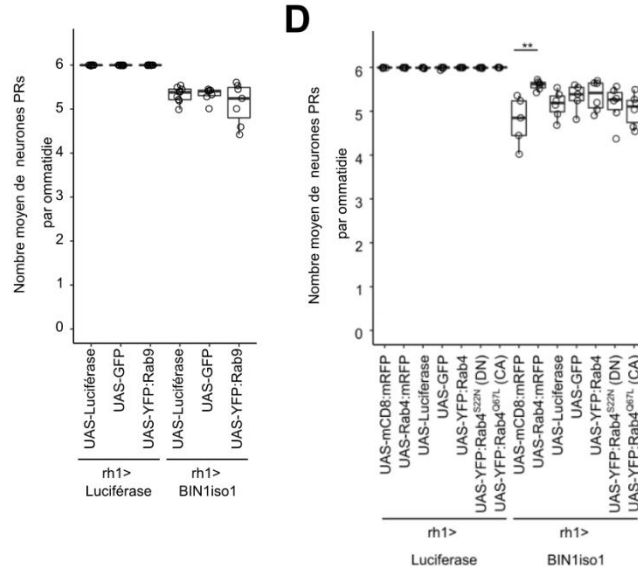 D
Nombre moyen de neurones PRs
par ommatidie
6
5
4
3
2
1
0
UAS-Luciférase
UAS-GFP
UAS-YFP:Rab9
UAS-Luciférase
UAS-GFP
UAS-YFP:Rab9
rh1>
Luciférase
rh1>
BIN1iso1
Nombre moyen de neurones PRs
par ommatidie
**
6
5
4
3
2
1
0
UAS-mCD8:mRFP
UAS-Rab4:mRFP
UAS-Luciferase
UAS-GFP
UAS-YFP:Rab4
UAS-YFP:Rab4S22N (DN)
UAS-YFP:Rab4Q67L (CA)
UAS-mCD8:mRFP
UAS-Rab4:mRFP
UAS-Luciferase
UAS-GFP
UAS-YFP:Rab4
UAS-YFP:Rab4S22N (DN)
UAS-YFP:Rab4Q67L (CA)
rh1>
Luciferase
rh1>
BIN1iso1